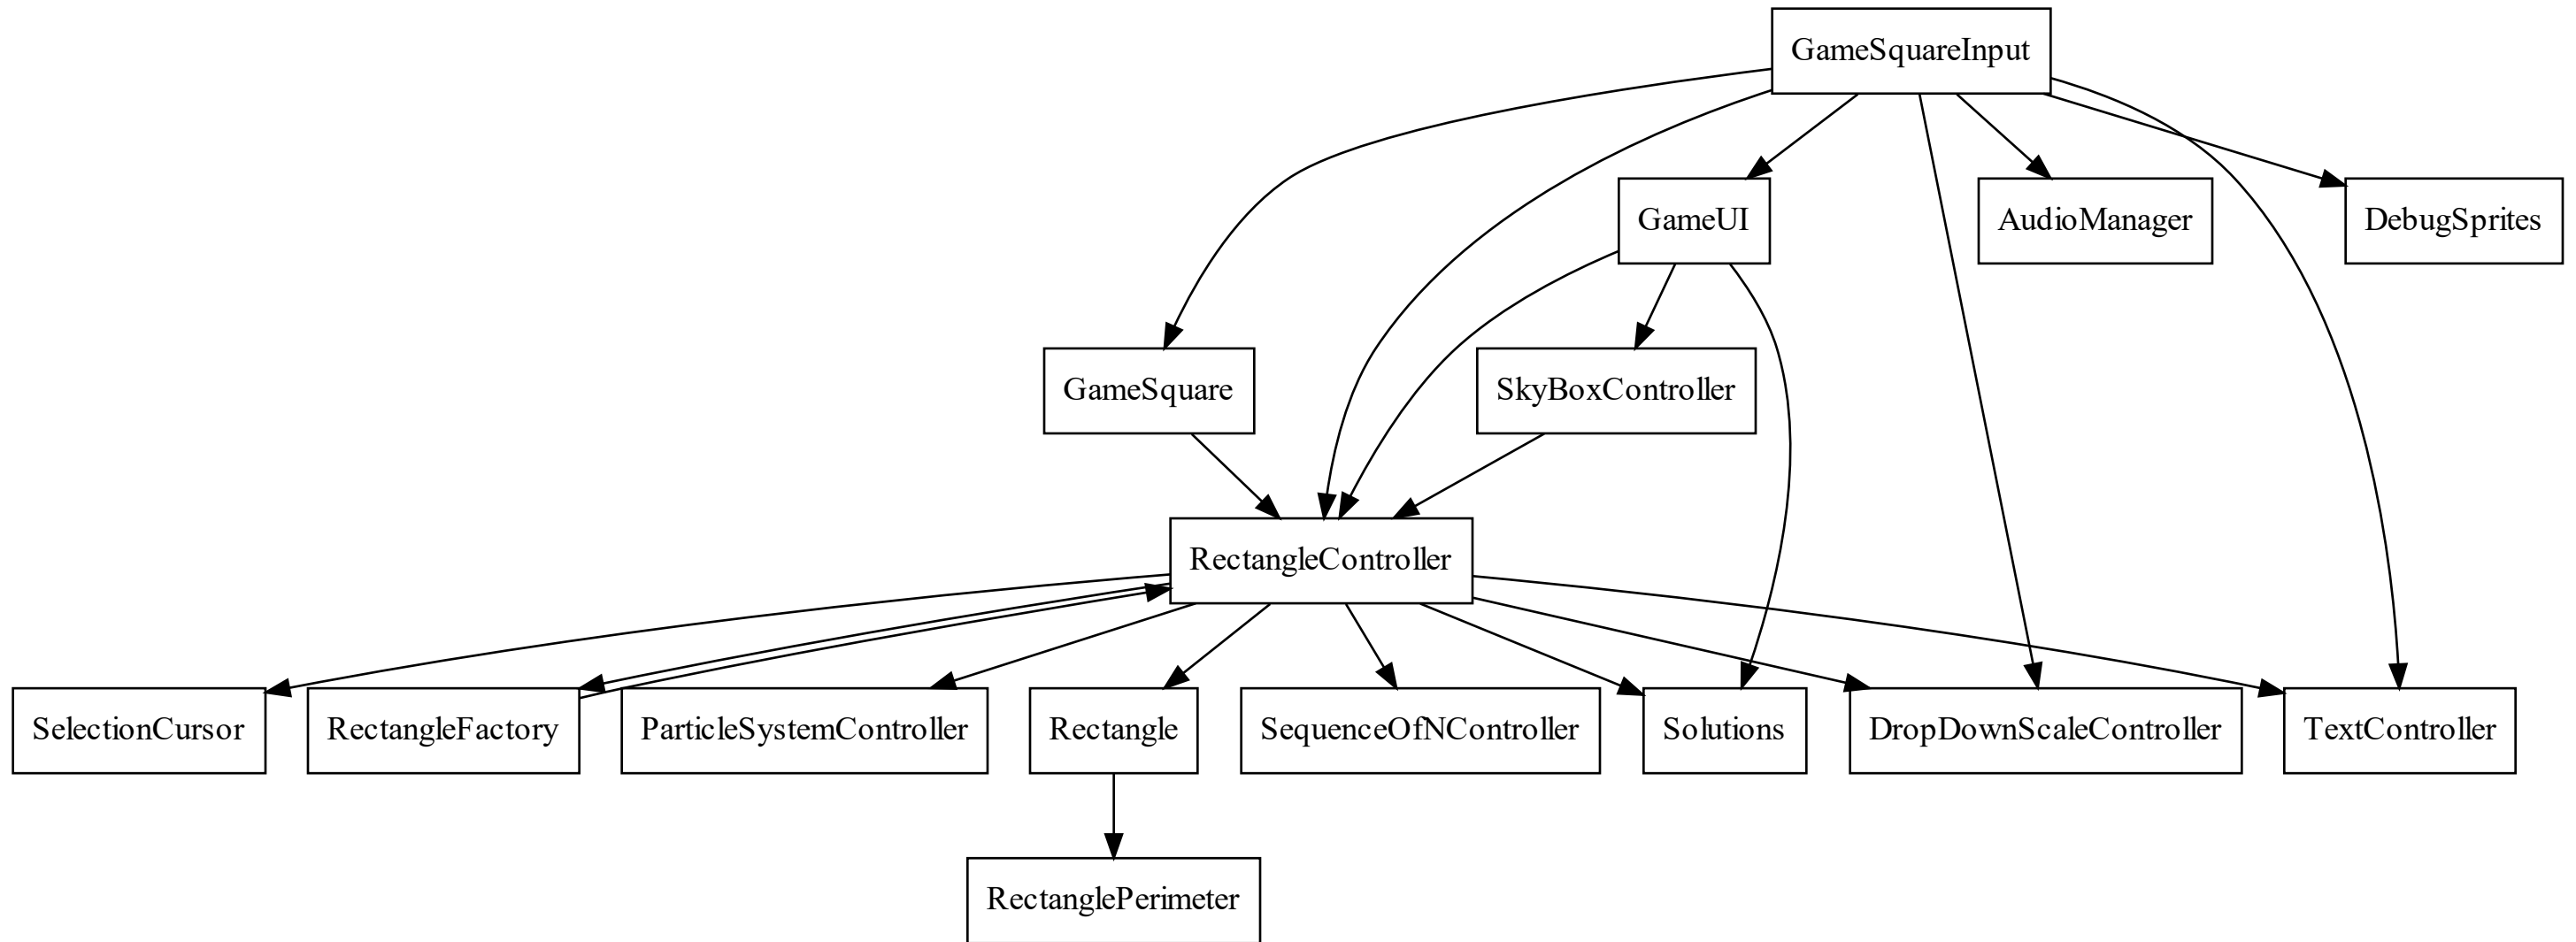 GameSquareInput
GameUI
AudioManager
DebugSprites
GameSquare
SkyBoxController
RectangleController
SelectionCursor
RectangleFactory
ParticleSystemController
Rectangle
SequenceOfNController
Solutions
DropDownScaleController
TextController
RectanglePerimeter